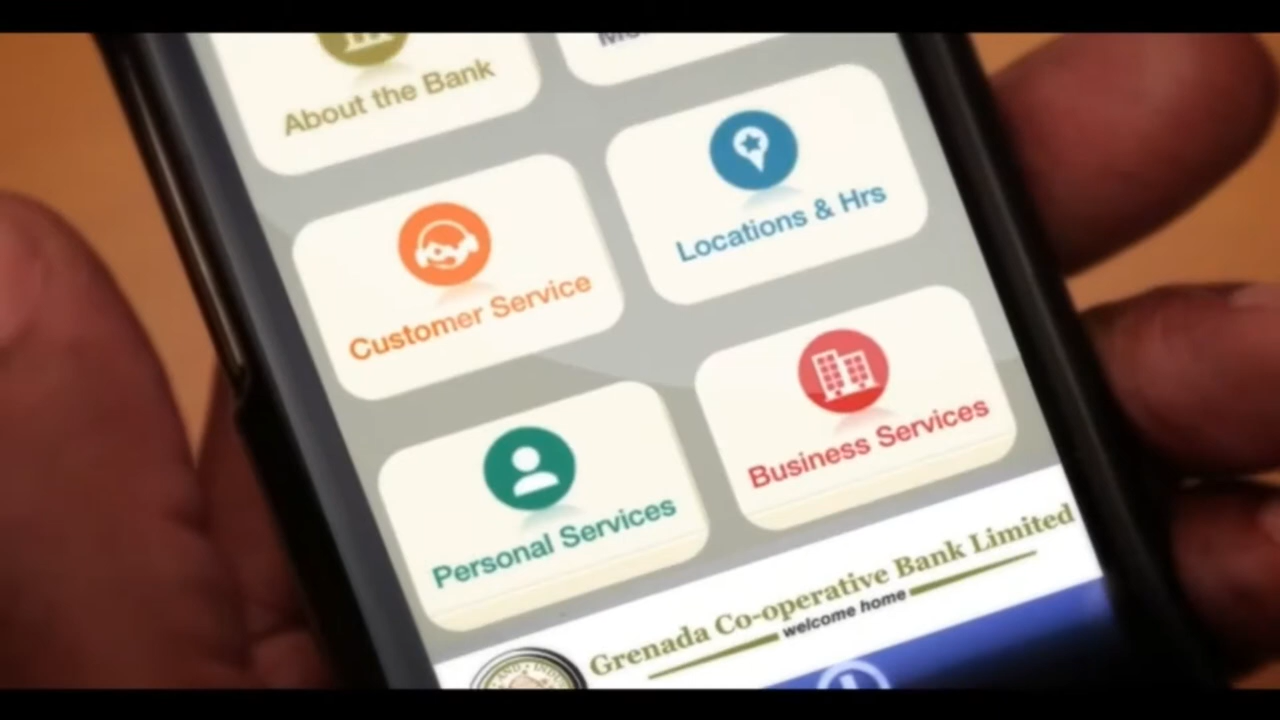 About the Bank
Customer Service
Locations & Hrs
Personal Services
Business Services
Grenada Co-operative Bank Limited
welcome home